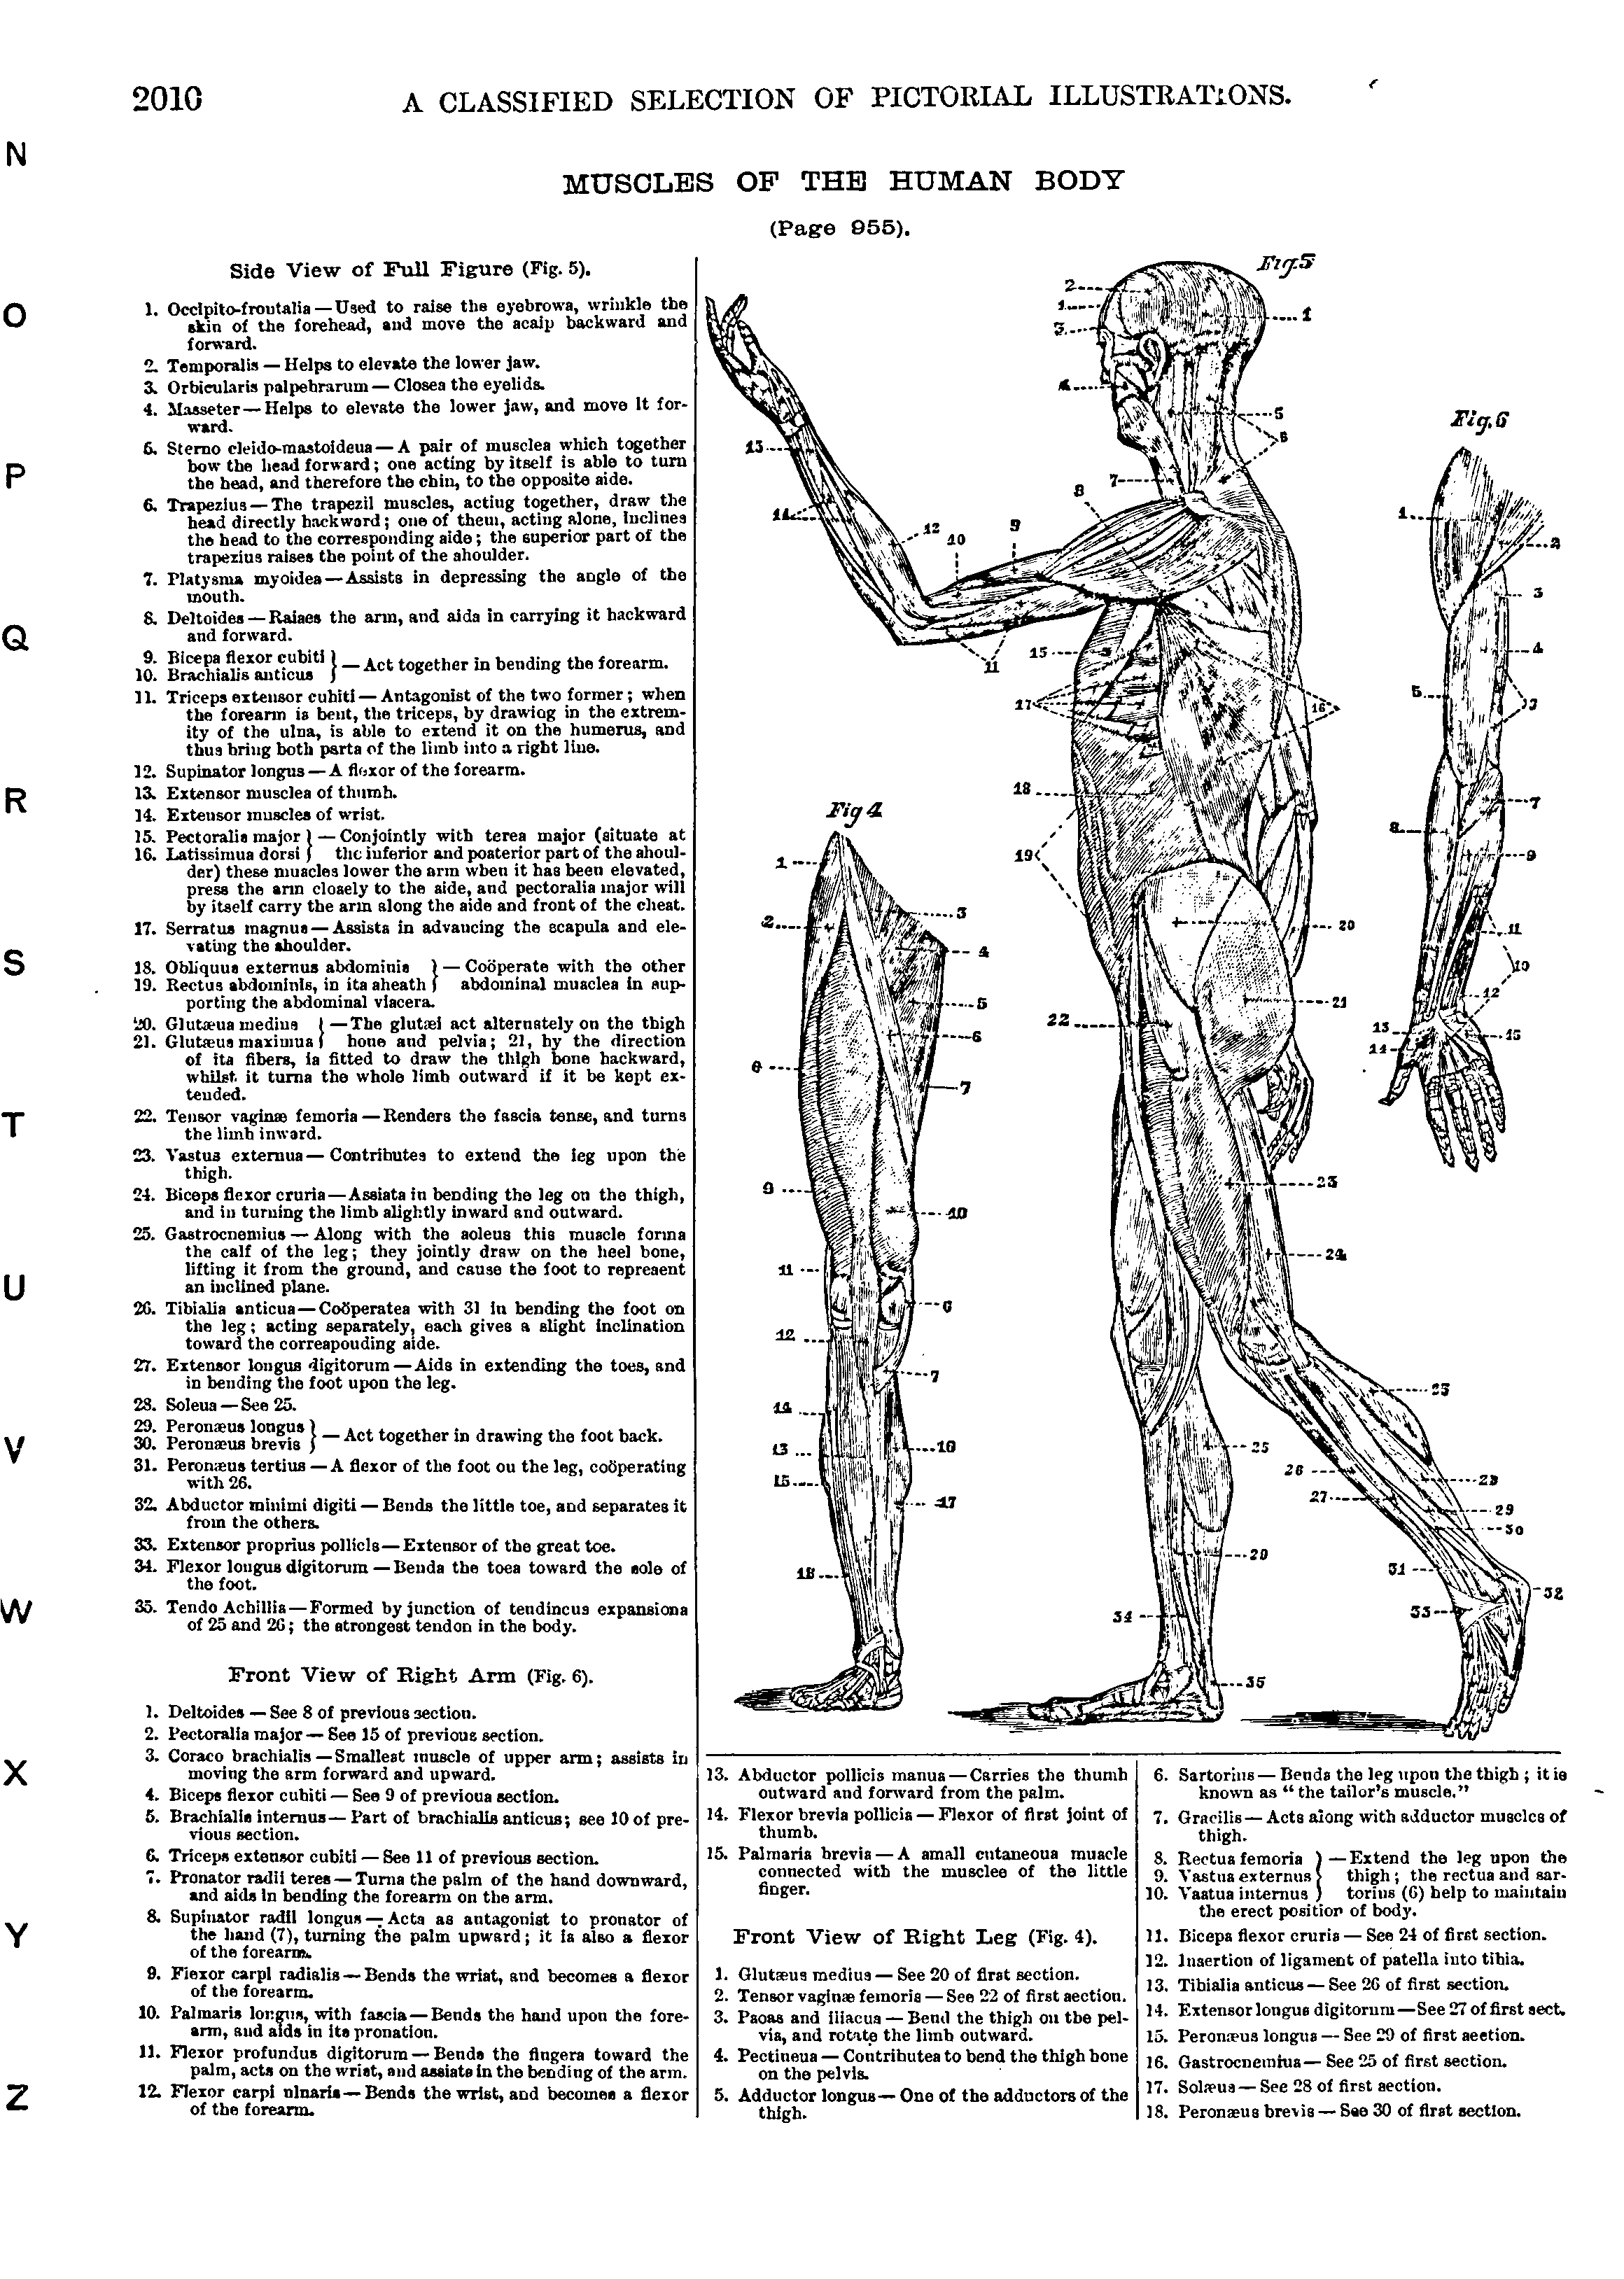 2010 A CLASSIFIED SELECTION OF PICTORIAL ILLUSTRATIONS.
MUSCLES OF THE HUMAN BODY
(Page 955).
Side View of Full Figure (Fig. 5).
1. Occipito-frontalis — Used to raise the eyebrows, wrinkle the
skin of the forehead, and move the scalp backward and
forward.
2. Temporalis — Helps to elevate the lower jaw.
3. Orbicularis palpebrarum — Closes the eyelids.
4. Masseter — Helps to elevate the lower jaw, and move it for-
ward.
5. Sterno cleido-mastoideus — A pair of muscles which together
bow the head forward; one acting by itself is able to turn
the head, and therefore the chin, to the opposite side.
6. Trapezius — The trapezii muscles, acting together, draw the
head directly backward; one of them, acting alone, inclines
the head to the corresponding side; the superior part of the
trapezius raises the point of the shoulder.
7. Platysma myoides — Assists in depressing the angle of the
mouth.
8. Deltoides — Raises the arm, and aids in carrying it backward
and forward.
9. Biceps flexor cubiti } — Act together in bending the forearm.
10. Brachialis anticus }
11. Triceps extensor cubiti — Antagonist of the two former; when
the forearm is bent, the triceps, by drawing in the extrem-
ity of the ulna, is able to extend it on the humerus, and
thus bring both parts of the limb into a right line.
12. Supinator longus — A flexor of the forearm.
13. Extensor muscles of thumb.
14. Extensor muscles of wrist.
15. Pectoralis major } — Conjointly with teres major (situate at
16. Latissimus dorsi } the inferior and posterior part of the shoul-
der) these muscles lower the arm when it has been elevated,
press the arm closely to the side, and pectoralis major will
by itself carry the arm along the side and front of the chest.
17. Serratus magnus — Assists in advancing the scapula and ele-
vating the shoulder.
18. Obliquus externus abdominis } — Coöperate with the other
19. Rectus abdominis, in its sheath } abdominal muscles in sup-
porting the abdominal viscera.
20. Glutæus medius } — The glutæi act alternately on the thigh
21. Glutæus maximus } bone and pelvis; 21, by the direction
of its fibers, is fitted to draw the thigh bone backward,
whilst it turns the whole limb outward if it be kept ex-
tended.
22. Tensor vaginæ femoris — Renders the fascia tense, and turns
the limb inward.
23. Vastus externus — Contributes to extend the leg upon the
thigh.
24. Biceps flexor cruris — Assists in bending the leg on the thigh,
and in turning the limb slightly inward and outward.
25. Gastrocnemius — Along with the soleus this muscle forms
the calf of the leg; they jointly draw on the heel bone,
lifting it from the ground, and cause the foot to represent
an inclined plane.
26. Tibialis anticus — Coöperates with 31 in bending the foot on
the leg; acting separately, each gives a slight inclination
toward the corresponding side.
27. Extensor longus digitorum — Aids in extending the toes, and
in bending the foot upon the leg.
28. Soleus — See 25.
29. Peronæus longus } — Act together in drawing the foot back.
30. Peronæus brevis }
31. Peronæus tertius — A flexor of the foot on the leg, coöperating
with 26.
32. Abductor minimi digiti — Bends the little toe, and separates it
from the others.
33. Extensor proprius pollicis — Extensor of the great toe.
34. Flexor longus digitorum — Bends the toes toward the sole of
the foot.
35. Tendo Achillis — Formed by junction of tendincus expansions
of 25 and 26; the strongest tendon in the body.
Front View of Right Arm (Fig. 6).
1. Deltoides — See 8 of previous section.
2. Pectoralis major — See 15 of previous section.
3. Coraco brachialis — Smallest muscle of upper arm; assists in
moving the arm forward and upward.
4. Biceps flexor cubiti — See 9 of previous section.
5. Brachialis internus — Part of brachialis anticus; see 10 of pre-
vious section.
6. Triceps extensor cubiti — See 11 of previous section.
7. Pronator radii teres — Turns the palm of the hand downward,
and aids in bending the forearm on the arm.
8. Supinator radii longus — Acts as antagonist to pronator of
the hand (7), turning the palm upward; it is also a flexor
of the forearm.
9. Flexor carpi radialis — Bends the wrist, and becomes a flexor
of the forearm.
10. Palmaris longus, with fascia — Bends the hand upon the fore-
arm, and aids in its pronation.
11. Flexor profundus digitorum — Bends the fingers toward the
palm, acts on the wrist, and assists in the bending of the arm.
12. Flexor carpi ulnaris — Bends the wrist, and becomes a flexor
of the forearm.
13. Abductor pollicis manus — Carries the thumb
outward and forward from the palm.
14. Flexor brevis pollicis — Flexor of first joint of
thumb.
15. Palmaris brevis — A small cutaneous muscle
connected with the muscles of the little
finger.
Front View of Right Leg (Fig. 4).
1. Glutæus medius — See 20 of first section.
2. Tensor vaginæ femoris — See 22 of first section.
3. Psoas and iliacus — Bend the thigh on the pel-
vis, and rotate the limb outward.
4. Pectineus — Contributes to bend the thigh bone
on the pelvis.
5. Adductor longus — One of the adductors of the
thigh.
6. Sartorius — Bends the leg upon the thigh; it is
known as "the tailor's muscle."
7. Gracilis — Acts along with adductor muscles of
thigh.
8. Rectus femoris } — Extend the leg upon the
9. Vastus externus } thigh; the rectus and sar-
10. Vastus internus } torius (6) help to maintain
the erect position of body.
11. Biceps flexor cruris — See 24 of first section.
12. Insertion of ligament of patella into tibia.
13. Tibialis anticus — See 26 of first section.
14. Extensor longus digitorum — See 27 of first sect.
15. Peronæus longus — See 29 of first section.
16. Gastrocnemius — See 25 of first section.
17. Solæus — See 28 of first section.
18. Peronæus brevis — See 30 of first section.
Fig. 5
Fig. 6
Fig 4
N
O
P
Q
R
S
T
U
V
W
X
Y
Z